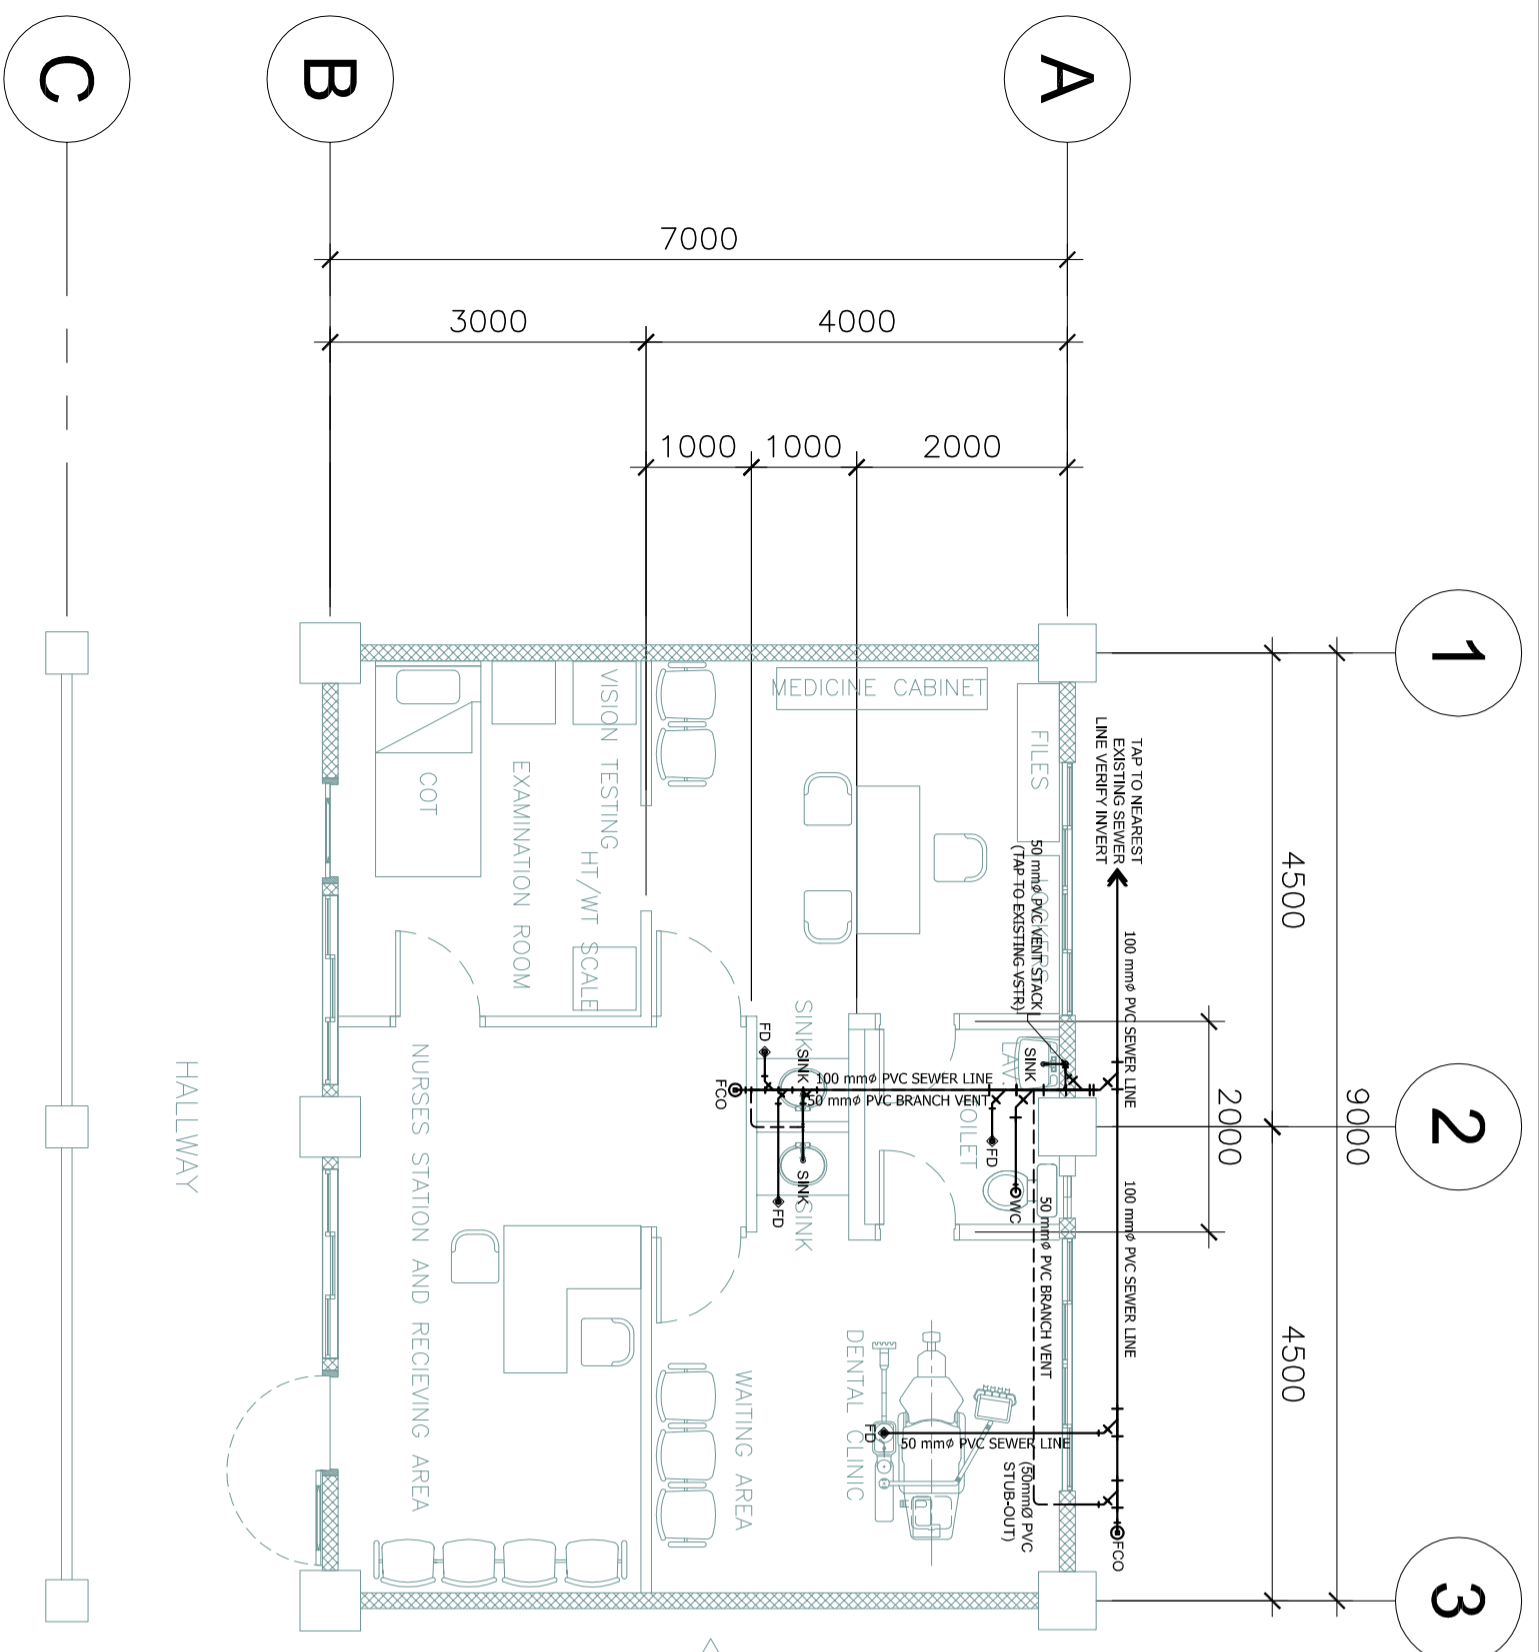 C
B
A
1
2
3
7000
3000
4000
1000
1000
2000
9000
4500
4500
2000
MEDICINE CABINET
FILES
VISION TESTING
HT/WT SCALE
EXAMINATION ROOM
COT
TAP TO NEAREST
EXISTING SEWER
LINE VERIFY INVERT
50 mmø PVC VENT STACK
(TAP TO EXISTING VSTR)
100 mmø PVC SEWER LINE
100 mmø PVC SEWER LINE
SINK
SINK
SINK
SINK
SINK
FD
FD
FD
FD
FCO
FCO
WC
100 mmø PVC SEWER LINE
50 mmø PVC BRANCH VENT
50 mmø PVC BRANCH VENT
50 mmø PVC SEWER LINE
(50mmØ PVC
STUB-OUT)
NURSES STATION AND RECIEVING AREA
WAITING AREA
DENTAL CLINIC
HALLWAY